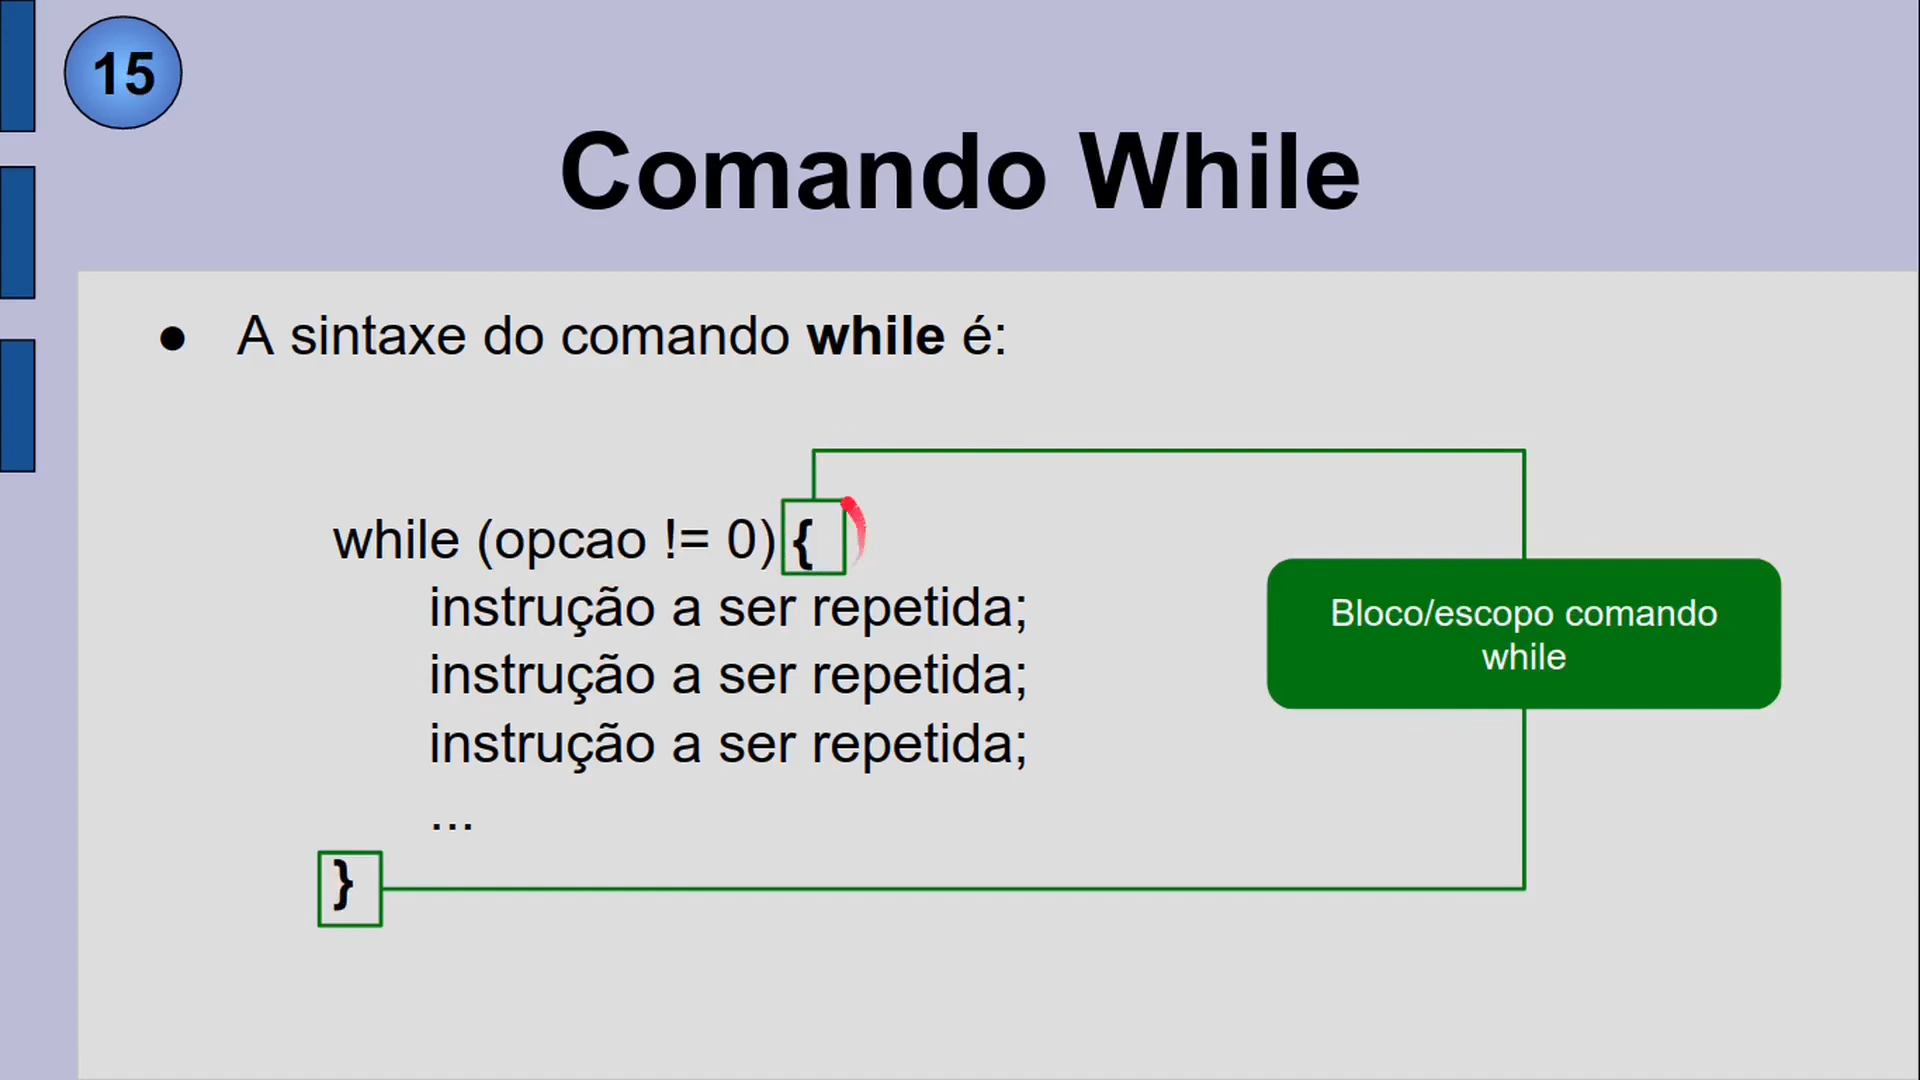 15
Comando While
● A sintaxe do comando while é:
while (opcao != 0) {
instrução a ser repetida;
instrução a ser repetida;
instrução a ser repetida;
...
}
Bloco/escopo comando
while